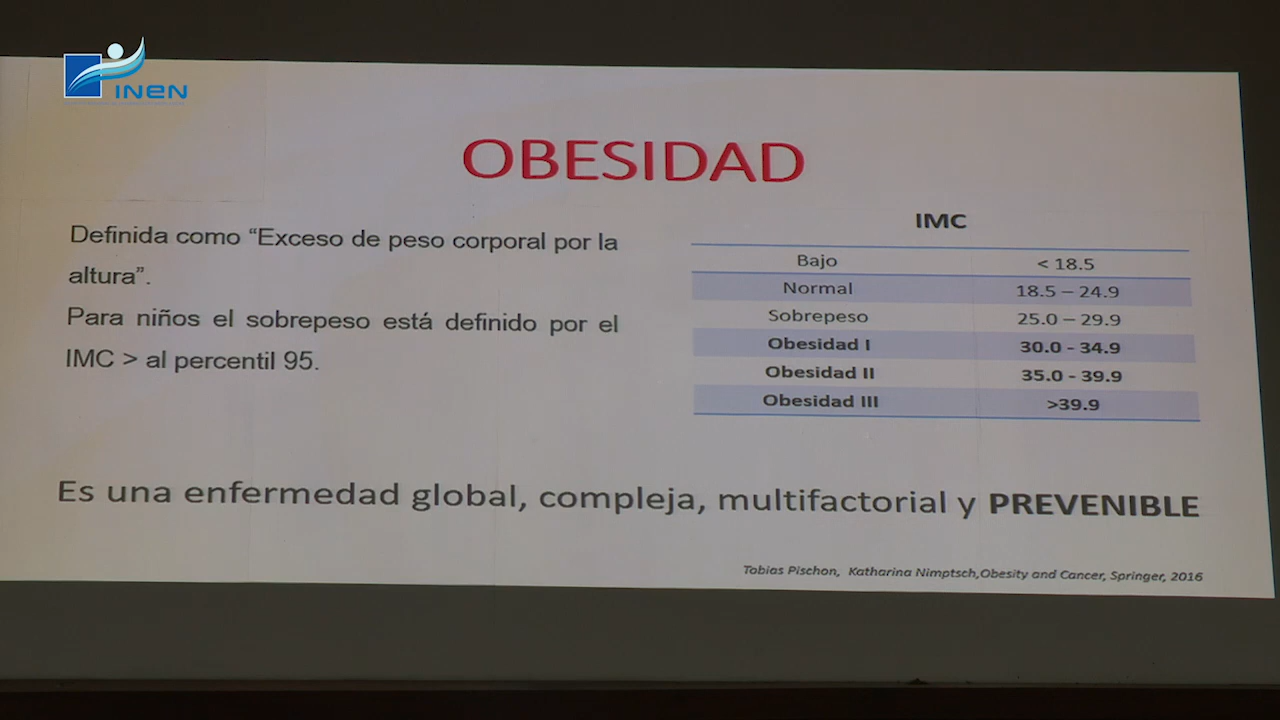 INEN
OBESIDAD
Definida como “Exceso de peso corporal por la
altura”.
Para niños el sobrepeso está definido por el
IMC > al percentil 95.
IMC
Bajo < 18.5
Normal 18.5 – 24.9
Sobrepeso 25.0 – 29.9
Obesidad I 30.0 - 34.9
Obesidad II 35.0 - 39.9
Obesidad III >39.9
Es una enfermedad global, compleja, multifactorial y PREVENIBLE
Tobias Pischon, Katharina Nimptsch,Obesity and Cancer, Springer, 2016